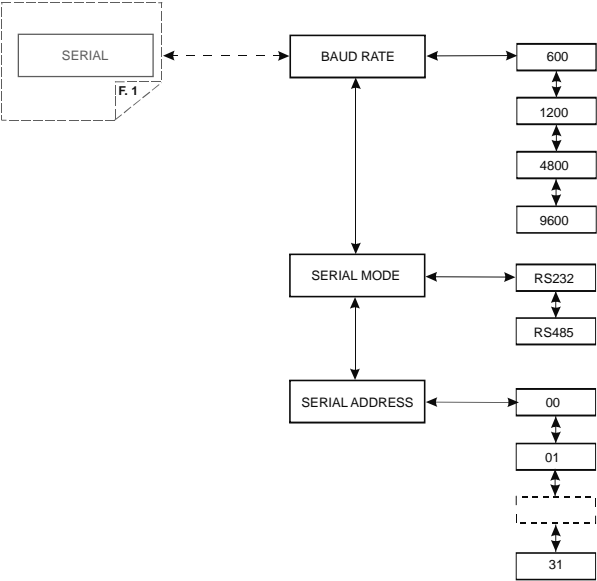 SERIAL
F. 1
BAUD RATE
600
1200
4800
9600
SERIAL MODE
RS232
RS485
SERIAL ADDRESS
00
01
31